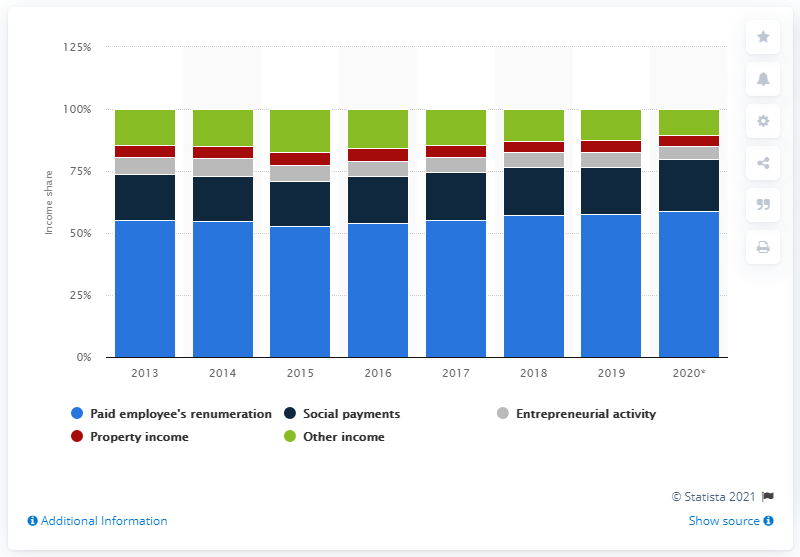 125%
100%
75%
50%
25%
0%
Income share
2013 2014 2015 2016 2017 2018 2019 2020*
Paid employee's renumeration Social payments Entrepreneurial activity
Property income Other income
© Statista 2021
Additional Information Show source